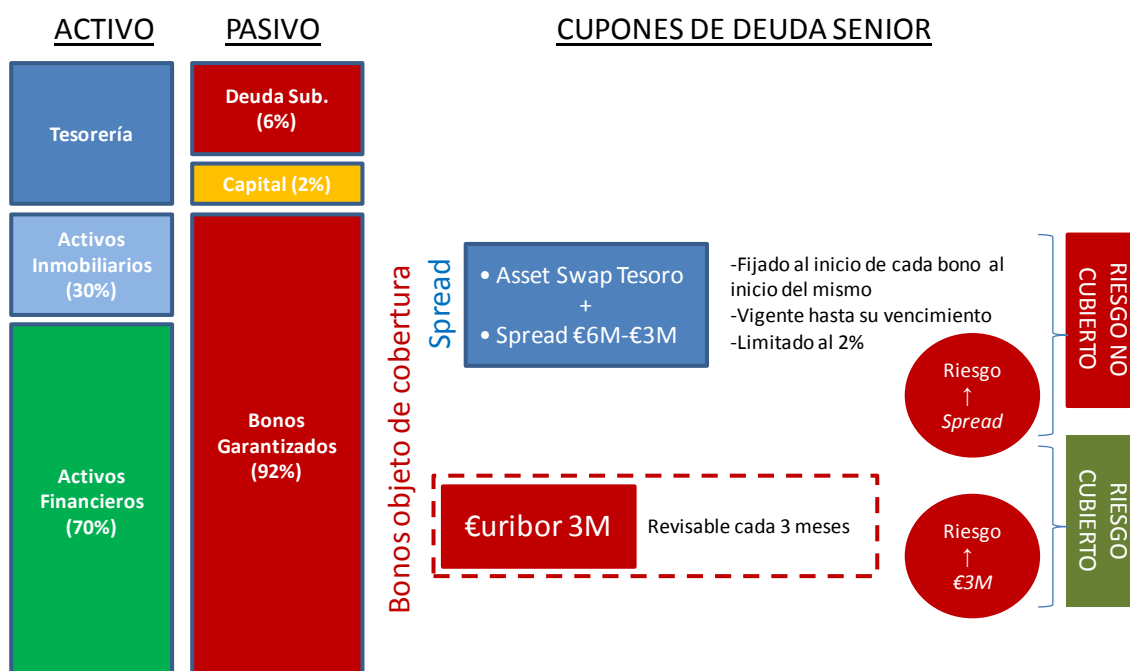 ACTIVO
PASIVO
CUPONES DE DEUDA SENIOR
Tesorería
Activos
Inmobiliarios
(30%)
Activos
Financieros
(70%)
Deuda Sub.
(6%)
Capital (2%)
Bonos
Garantizados
(92%)
Bonos objeto de cobertura
Spread
• Asset Swap Tesoro
+
• Spread €6M-€3M
-Fijado al inicio de cada bono al
inicio del mismo
-Vigente hasta su vencimiento
-Limitado al 2%
Riesgo
↑
Spread
RIESGO NO
CUBIERTO
€uribor 3M
Revisable cada 3 meses
Riesgo
↑
€3M
RIESGO
CUBIERTO